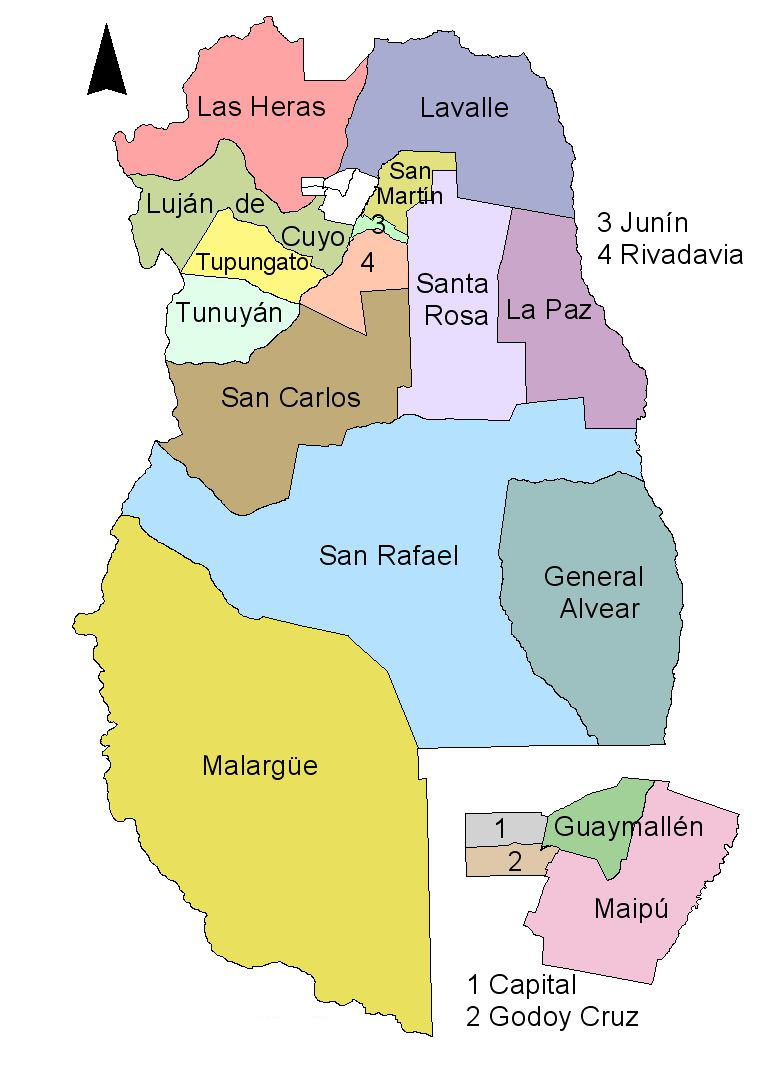 Las Heras
Lavalle
San
Martín
Luján de
Cuyo
3
3 Junín
4 Rivadavia
Tupungato
4
Santa
Rosa
La Paz
Tunuyán
San Carlos
San Rafael
General
Alvear
Malargüe
1
Guaymallén
2
Maipú
1 Capital
2 Godoy Cruz